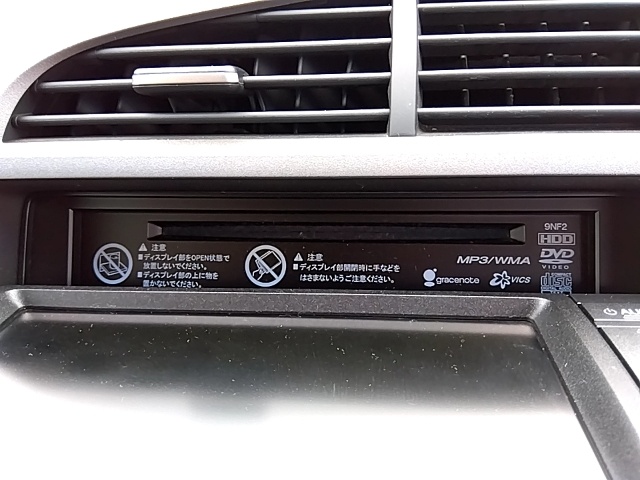 9NF2
HDD
DVD
VIDEO
注意
■ディスプレイ部をOPEN状態で
放置しないでください。
■ディスプレイ部の上に物を
置かないでください。
注意
■ディスプレイ部開閉時に手などを
はさまないようご注意ください。
MP3/WMA
gracenote
VICS
COMPACT
disc
AU